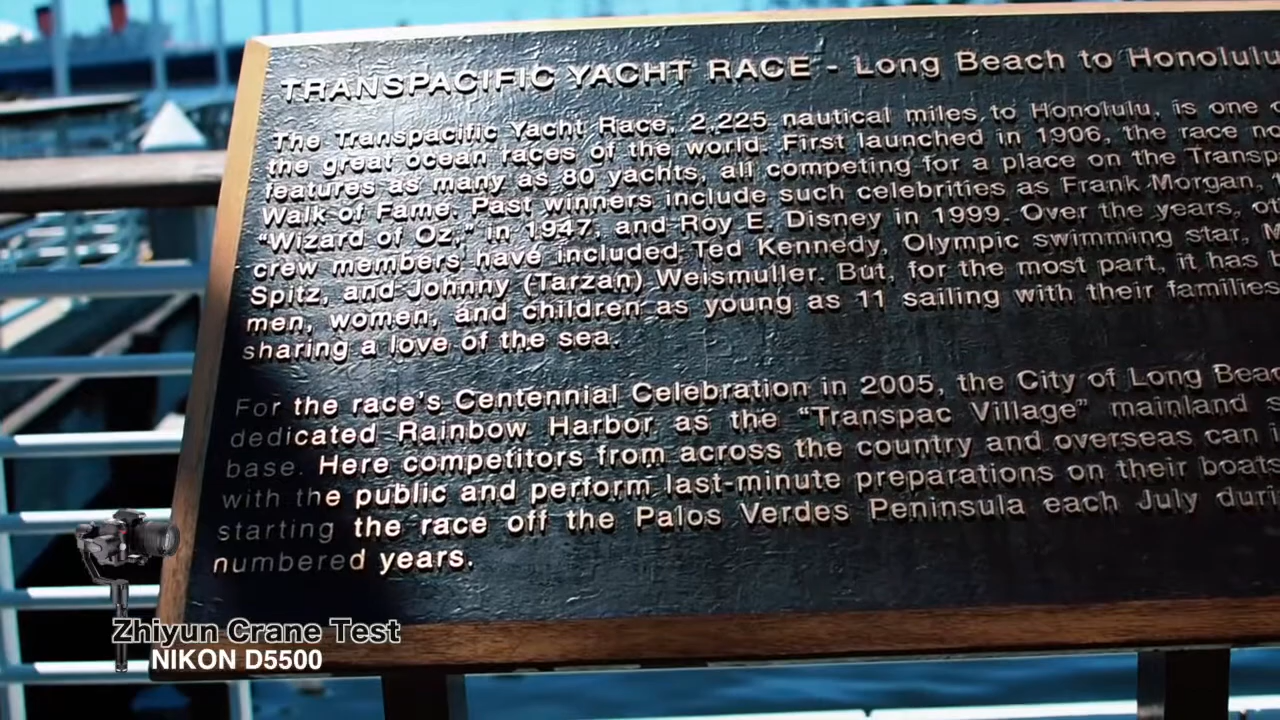 TRANSPACIFIC YACHT RACE - Long Beach to Honolulu
The Transpacific Yacht Race, 2,225 nautical miles to Honolulu, is one
the great ocean races of the world. First launched in 1906, the race
features as many as 80 yachts, all competing for a place on the
Walk of Fame. Past winners include such celebrities as Frank Morgan,
"Wizard of Oz," in 1947, and Roy E. Disney in 1999. Over the years,
crew members have included Ted Kennedy, Olympic swimming star,
Spitz, and Johnny (Tarzan) Weismuller. But, for the most part, it has
men, women, and children as young as 11 sailing with their families
sharing a love of the sea.
For the race's Centennial Celebration in 2005, the City of Long
dedicated Rainbow Harbor as the "Transpac Village" mainland
base. Here competitors from across the country and overseas can
with the public and perform last-minute preparations on their boats
starting the race off the Palos Verdes Peninsula each July
numbered years.
Zhiyun Crane Test
NIKON D5500